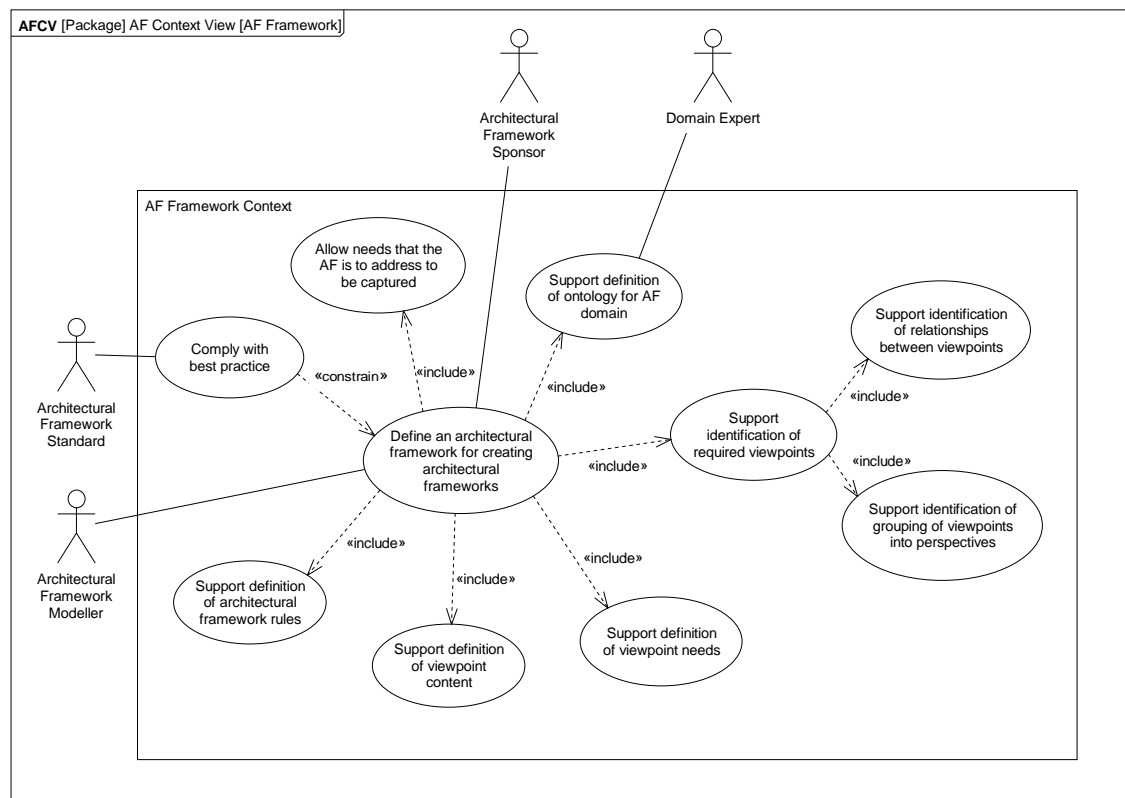 AFCV [Package] AF Context View [AF Framework]
Architectural
Framework
Sponsor
Domain Expert
AF Framework Context
Allow needs that the
AF is to address to
be captured
Support definition
of ontology for AF
domain
Support identification
of relationships
between viewpoints
Comply with
best practice
Architectural
Framework
Standard
«constrain»
«include»
«include»
«include»
Support
identification of
required viewpoints
Define an architectural
framework for creating
architectural
frameworks
«include»
«include»
Support identification of
grouping of viewpoints
into perspectives
Architectural
Framework
Modeller
«include»
«include»
«include»
Support definition
of architectural
framework rules
Support definition
of viewpoint
content
Support definition
of viewpoint needs